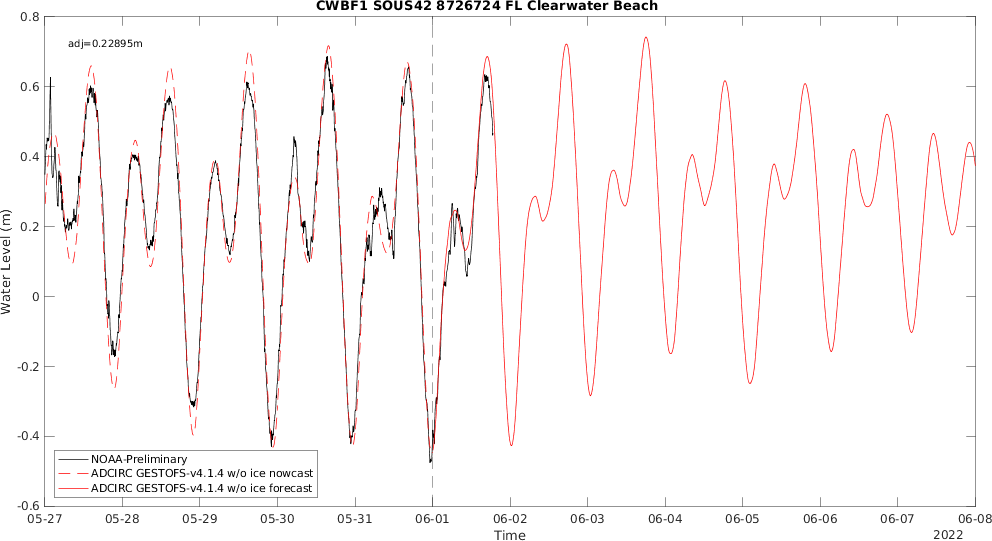 CWBF1 SOUS42 8726724 FL Clearwater Beach
adj=0.22895m
0.8
0.6
0.4
0.2
0
-0.2
-0.4
-0.6
Water Level (m)
NOAA-Preliminary
ADCIRC GESTOFS-v4.1.4 w/o ice nowcast
ADCIRC GESTOFS-v4.1.4 w/o ice forecast
05-27 05-28 05-29 05-30 05-31 06-01 06-02 06-03 06-04 06-05 06-06 06-07 06-08
Time
2022